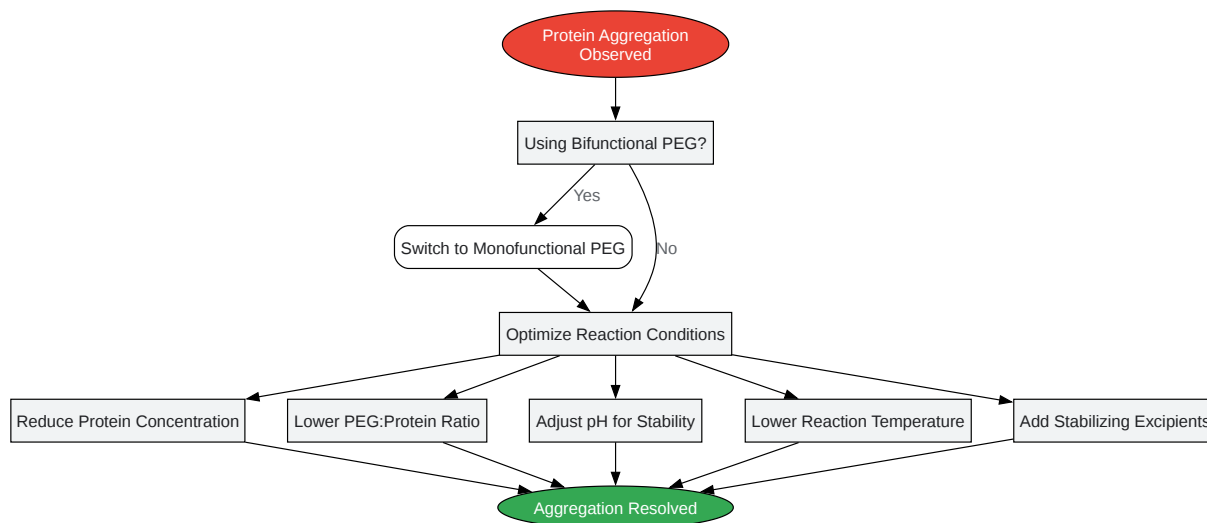 Protein Aggregation
Observed
Using Bifunctional PEG?
Yes
Switch to Monofunctional PEG
No
Optimize Reaction Conditions
Reduce Protein Concentration
Lower PEG:Protein Ratio
Adjust pH for Stability
Lower Reaction Temperature
Add Stabilizing Excipients
Aggregation Resolved